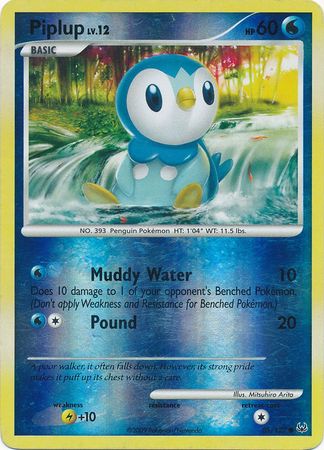 Piplup LV.12 HP 60
BASIC
NO. 393 Penguin Pokémon HT: 1'04" WT: 11.5 lbs.
Muddy Water 10
Does 10 damage to 1 of your opponent's Benched Pokémon.
(Don't apply Weakness and Resistance for Benched Pokémon.)
Pound 20
A poor walker, it often falls down. However, its strong pride
makes it puff up its chest without a care.
Illus. Mitsuhiro Arita
weakness resistance retreat cost
+10
©2009 Pokémon/Nintendo